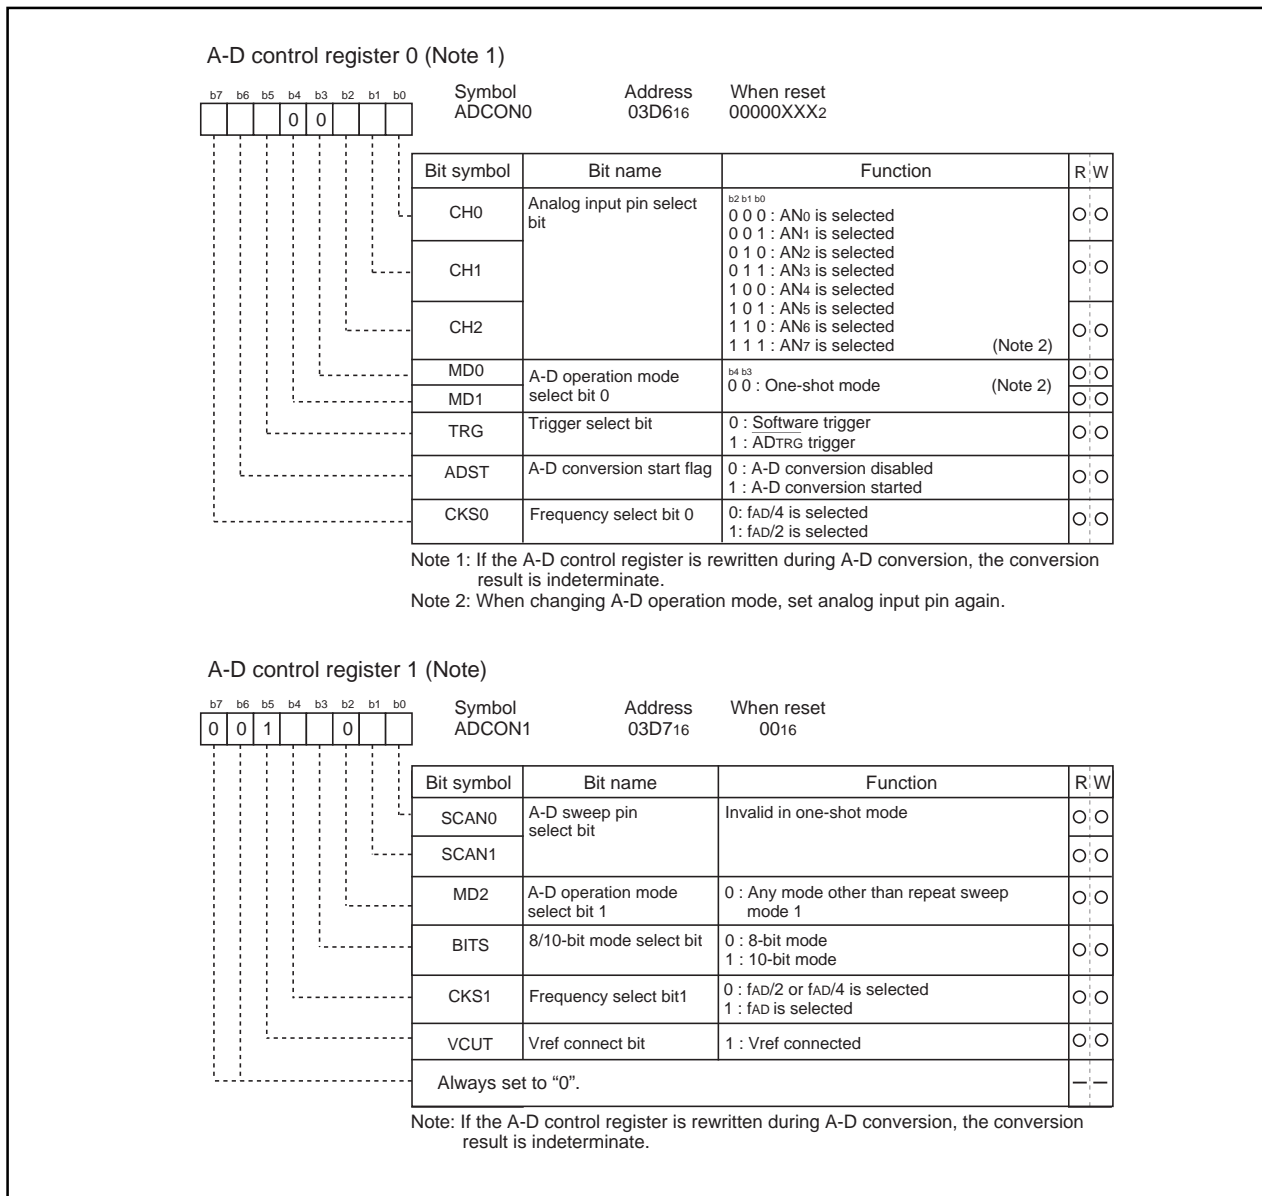 A-D control register 0 (Note 1)
b7 b6 b5 b4 b3 b2 b1 b0
0 0
Symbol Address When reset
ADCON0 03D616 00000XXX2
Bit symbol Bit name Function R W
CH0 Analog input pin select bit
b2 b1 b0
0 0 0 : AN0 is selected
0 0 1 : AN1 is selected
0 1 0 : AN2 is selected
CH1 0 1 1 : AN3 is selected
1 0 0 : AN4 is selected
1 0 1 : AN5 is selected
CH2 1 1 0 : AN6 is selected
1 1 1 : AN7 is selected (Note 2)
MD0 A-D operation mode select bit 0
b4 b3
0 0 : One-shot mode (Note 2)
MD1
TRG Trigger select bit 0 : Software trigger
1 : ADTRG trigger
ADST A-D conversion start flag 0 : A-D conversion disabled
1 : A-D conversion started
CKS0 Frequency select bit 0 0: fAD/4 is selected
1: fAD/2 is selected
Note 1: If the A-D control register is rewritten during A-D conversion, the conversion
result is indeterminate.
Note 2: When changing A-D operation mode, set analog input pin again.
A-D control register 1 (Note)
b7 b6 b5 b4 b3 b2 b1 b0
0 0 1 0
Symbol Address When reset
ADCON1 03D716 0016
Bit symbol Bit name Function R W
SCAN0 A-D sweep pin select bit Invalid in one-shot mode
SCAN1
MD2 A-D operation mode select bit 1 0 : Any mode other than repeat sweep
mode 1
BITS 8/10-bit mode select bit 0 : 8-bit mode
1 : 10-bit mode
CKS1 Frequency select bit1 0 : fAD/2 or fAD/4 is selected
1 : fAD is selected
VCUT Vref connect bit 1 : Vref connected
Always set to “0”.
Note: If the A-D control register is rewritten during A-D conversion, the conversion
result is indeterminate.